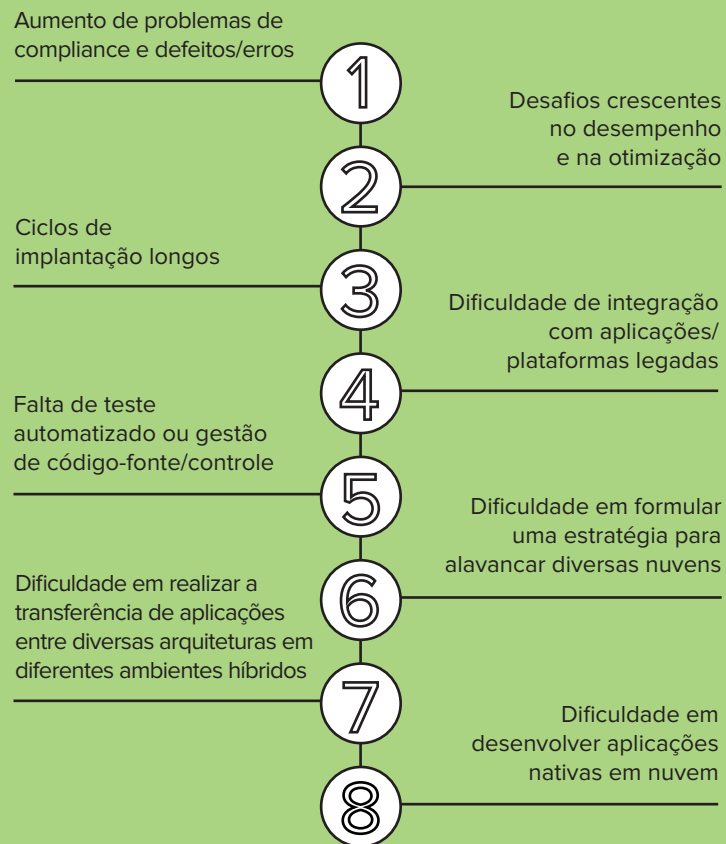 Aumento de problemas de
compliance e defeitos/erros
1
Desafios crescentes
no desempenho
e na otimização
2
Ciclos de
implantação longos
3
Dificuldade de integração
com aplicações/
plataformas legadas
4
Falta de teste
automatizado ou gestão
de código-fonte/controle
5
Dificuldade em formular
uma estratégia para
alavancar diversas nuvens
6
Dificuldade em realizar a
transferência de aplicações
entre diversas arquiteturas em
diferentes ambientes híbridos
7
Dificuldade em
desenvolver aplicações
nativas em nuvem
8